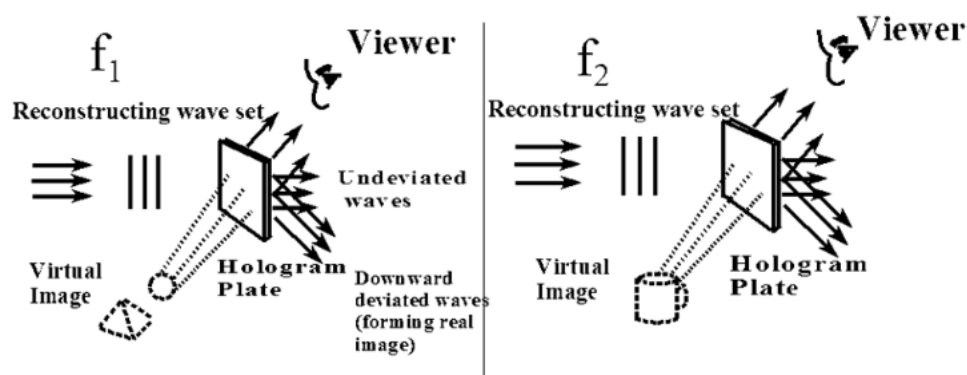 f1
Viewer
Reconstructing wave set
Undeviated
waves
Virtual
Image
Hologram
Plate
Downward
deviated waves
(forming real
image)
f2
Viewer
Reconstructing wave set
Virtual
Image
Hologram
Plate